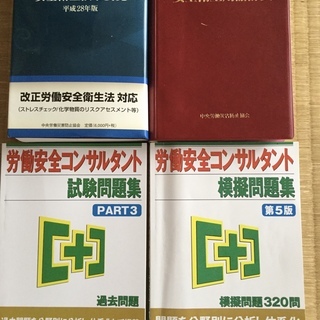 平成28年版
改正労働安全衛生法 対応
(ストレスチェック/化学物質のリスクアセスメント等)
中央労働災害防止協会
中央労働災害防止協会
労働安全コンサルタント
試験問題集
PART3
過去問題
労働安全コンサルタント
模擬問題集
第5版
模擬問題320問